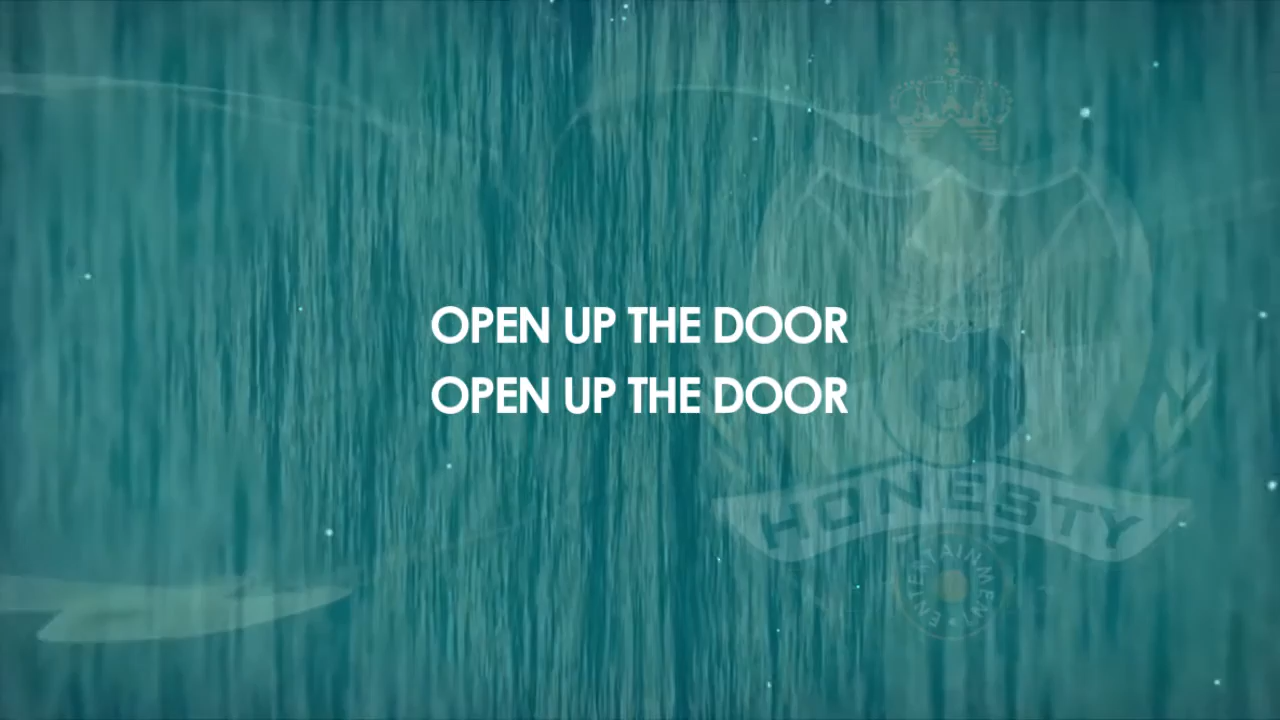 OPEN UP THE DOOR
OPEN UP THE DOOR
HONESTY
ENTERTAINMENT